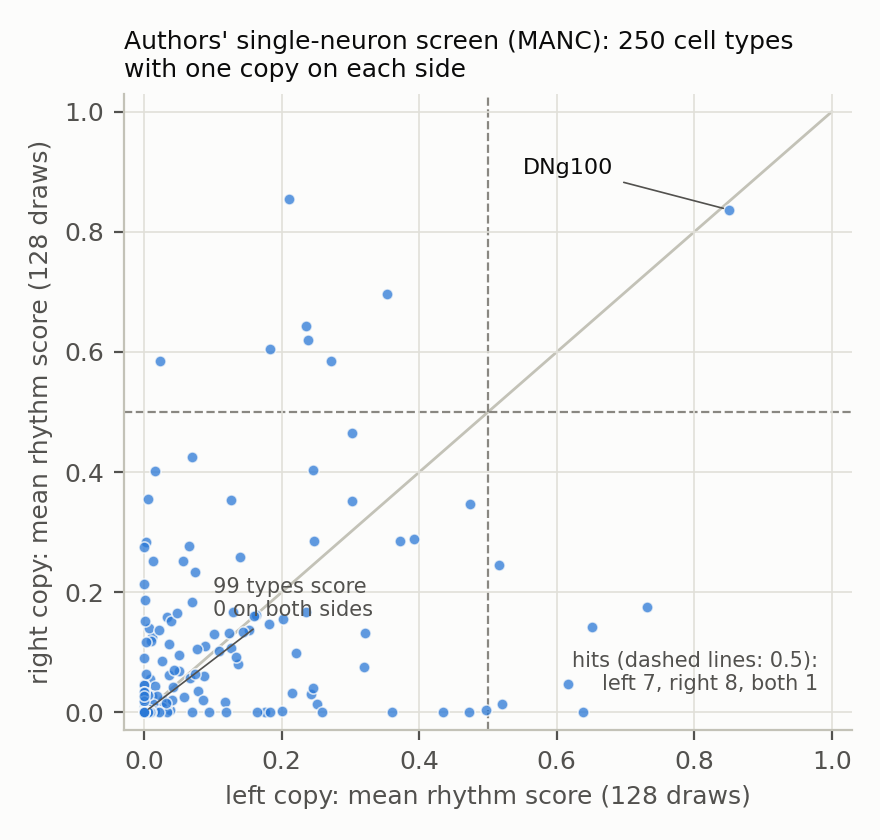 Authors' single-neuron screen (MANC): 250 cell types
with one copy on each side
right copy: mean rhythm score (128 draws)
1.0
0.8
0.6
0.4
0.2
0.0
DNg100
99 types score
0 on both sides
hits (dashed lines: 0.5):
left 7, right 8, both 1
0.0 0.2 0.4 0.6 0.8 1.0
left copy: mean rhythm score (128 draws)